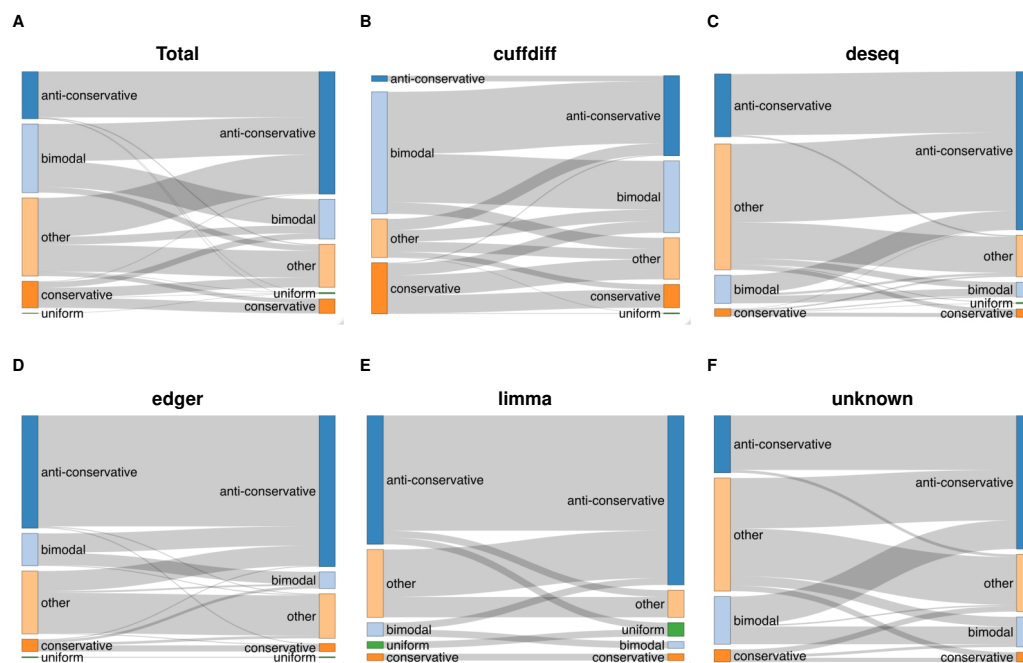 A
Total
anti-conservative
bimodal
other
conservative
uniform
anti-conservative
bimodal
other
uniform
conservative
B
cuffdiff
anti-conservative
bimodal
other
conservative
anti-conservative
bimodal
other
conservative
uniform
C
deseq
anti-conservative
other
bimodal
conservative
anti-conservative
other
bimodal
uniform
conservative
D
edger
anti-conservative
bimodal
other
conservative
uniform
anti-conservative
bimodal
other
conservative
uniform
E
limma
anti-conservative
other
bimodal
uniform
conservative
anti-conservative
other
uniform
bimodal
conservative
F
unknown
anti-conservative
other
bimodal
conservative
anti-conservative
other
bimodal
conservative